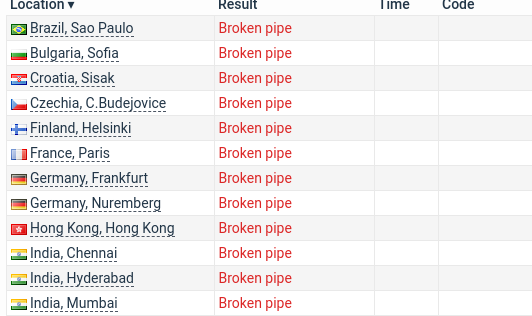 Location ▾ Result Time Code
Brazil, Sao Paulo Broken pipe
Bulgaria, Sofia Broken pipe
Croatia, Sisak Broken pipe
Czechia, C.Budejovice Broken pipe
Finland, Helsinki Broken pipe
France, Paris Broken pipe
Germany, Frankfurt Broken pipe
Germany, Nuremberg Broken pipe
Hong Kong, Hong Kong Broken pipe
India, Chennai Broken pipe
India, Hyderabad Broken pipe
India, Mumbai Broken pipe